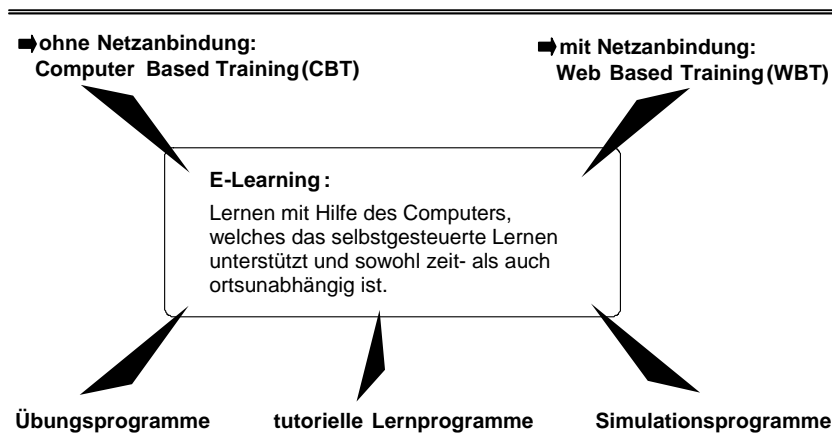 ➡ohne Netzanbindung:
Computer Based Training (CBT)
➡mit Netzanbindung:
Web Based Training (WBT)
E-Learning:
Lernen mit Hilfe des Computers,
welches das selbstgesteuerte Lernen
unterstützt und sowohl zeit- als auch
ortsunabhängig ist.
Übungsprogramme
tutorielle Lernprogramme
Simulationsprogramme